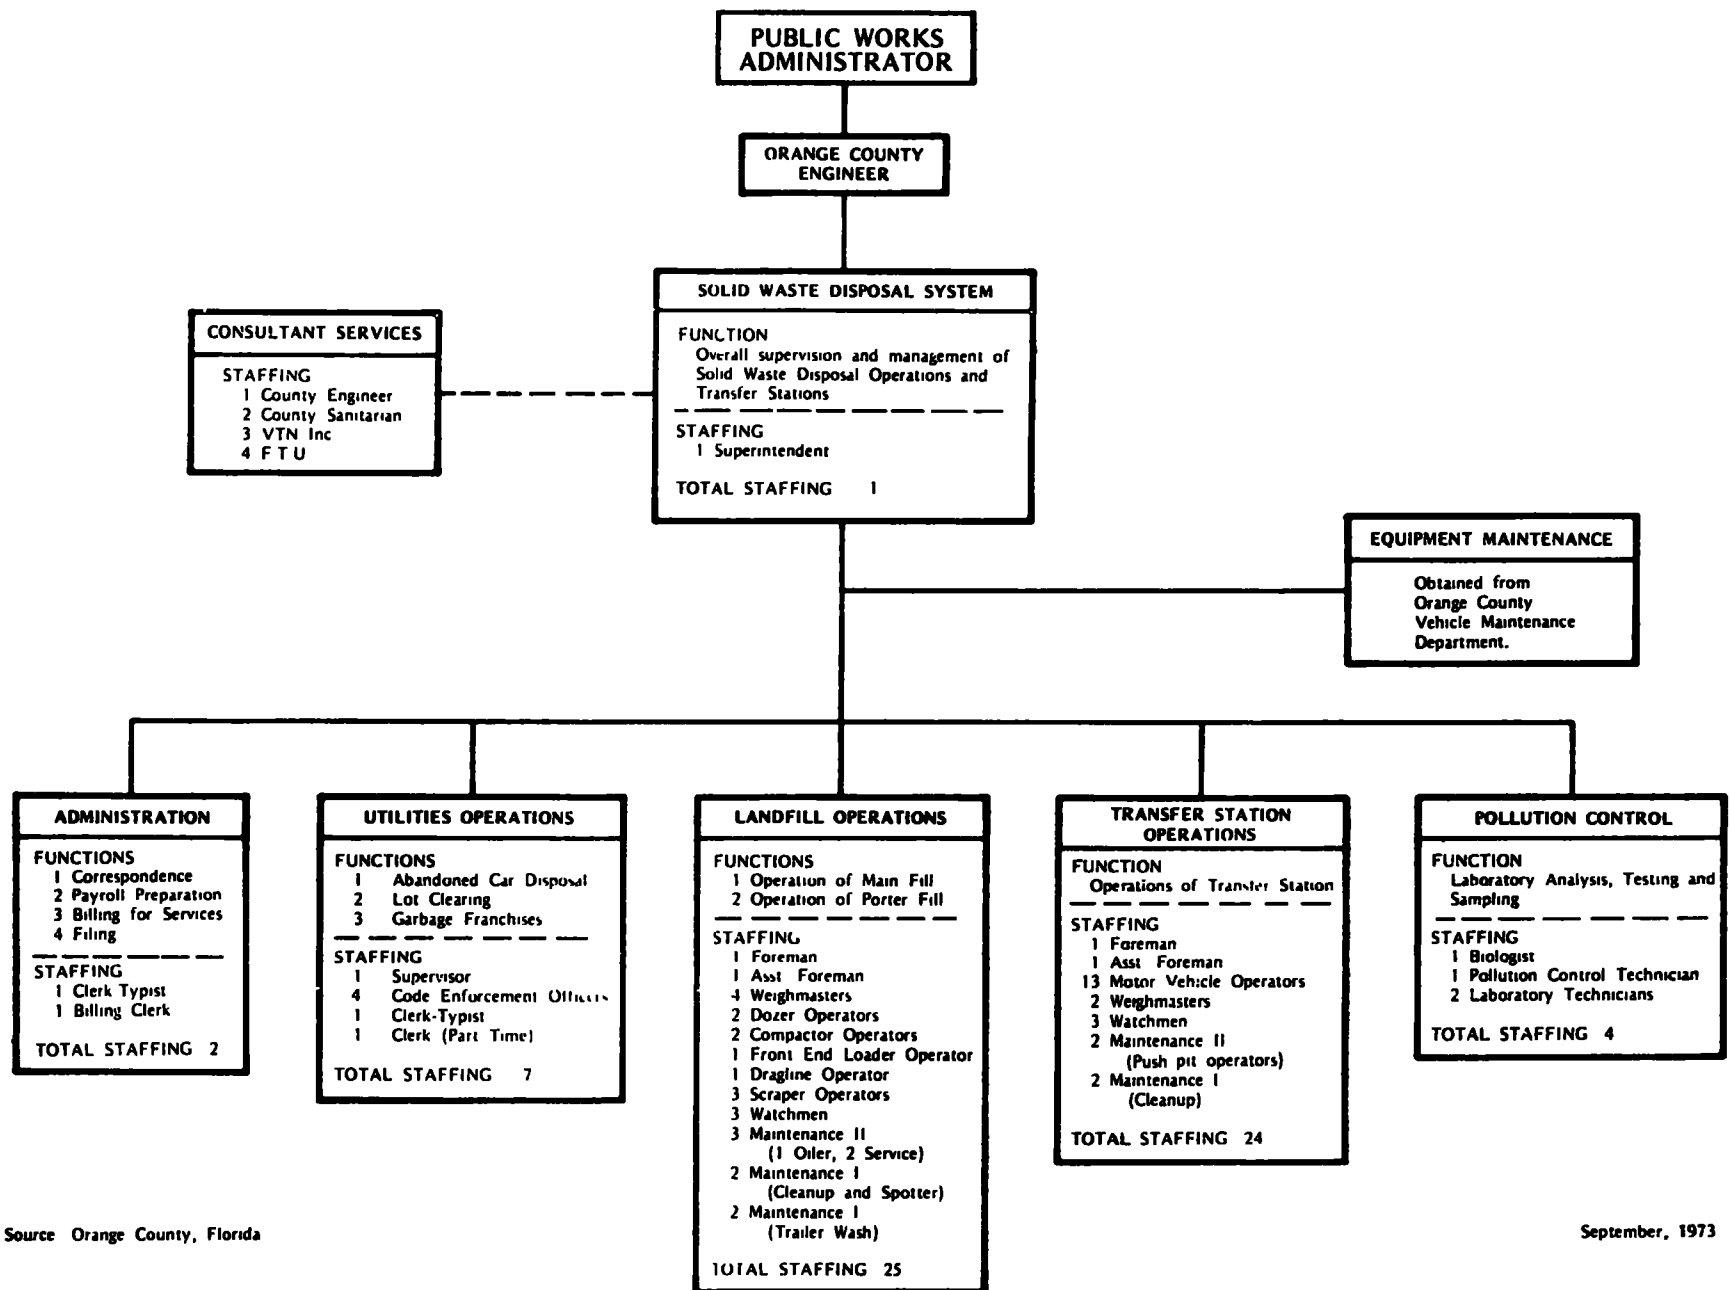 PUBLIC WORKS
ADMINISTRATOR
ORANGE COUNTY
ENGINEER
SOLID WASTE DISPOSAL SYSTEM
FUNCTION
Overall supervision and management of
Solid Waste Disposal Operations and
Transfer Stations
STAFFING
1 Superintendent
TOTAL STAFFING 1
CONSULTANT SERVICES
STAFFING
1 County Engineer
2 County Sanitarian
3 VTN Inc
4 F T U
EQUIPMENT MAINTENANCE
Obtained from
Orange County
Vehicle Maintenance
Department.
ADMINISTRATION
FUNCTIONS
1 Correspondence
2 Payroll Preparation
3 Billing for Services
4 Filing
STAFFING
1 Clerk Typist
1 Billing Clerk
TOTAL STAFFING 2
UTILITIES OPERATIONS
FUNCTIONS
1 Abandoned Car Disposal
2 Lot Clearing
3 Garbage Franchises
STAFFING
1 Supervisor
4 Code Enforcement Officers
1 Clerk-Typist
1 Clerk (Part Time)
TOTAL STAFFING 7
LANDFILL OPERATIONS
FUNCTIONS
1 Operation of Main Fill
2 Operation of Porter Fill
STAFFING
1 Foreman
1 Asst Foreman
4 Weighmasters
2 Dozer Operators
2 Compactor Operators
1 Front End Loader Operator
1 Dragline Operator
3 Scraper Operators
3 Watchmen
3 Maintenance II
(1 Oiler, 2 Service)
2 Maintenance I
(Cleanup and Spotter)
2 Maintenance I
(Trailer Wash)
TOTAL STAFFING 25
TRANSFER STATION
OPERATIONS
FUNCTION
Operations of Transfer Station
STAFFING
1 Foreman
1 Asst Foreman
13 Motor Vehicle Operators
2 Weighmasters
3 Watchmen
2 Maintenance II
(Push pit operators)
2 Maintenance I
(Cleanup)
TOTAL STAFFING 24
POLLUTION CONTROL
FUNCTION
Laboratory Analysis, Testing and
Sampling
STAFFING
1 Biologist
1 Pollution Control Technician
2 Laboratory Technicians
TOTAL STAFFING 4
Source Orange County, Florida
September, 1973